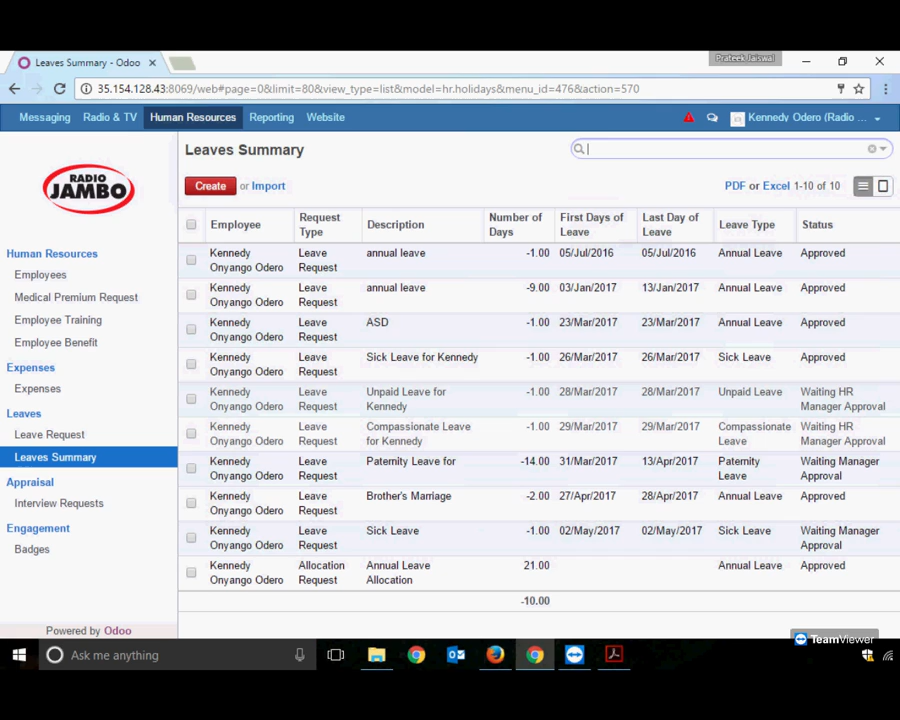 Leaves Summary - Odoo
Prateek Jaiswal
35.154.128.43:8069/web#page=0&limit=80&view_type=list&model=hr.holidays&menu_id=476&action=570
Messaging Radio & TV Human Resources Reporting Website Kennedy Odero (Radio ...
RADIO
JAMBO
Human Resources
Employees
Medical Premium Request
Employee Training
Employee Benefit
Expenses
Expenses
Leaves
Leave Request
Leaves Summary
Appraisal
Interview Requests
Engagement
Badges
Powered by Odoo
Leaves Summary
Create or Import
PDF or Excel 1-10 of 10
Employee Request Type Description Number of Days First Days of Leave Last Day of Leave Leave Type Status
Kennedy Onyango Odero Leave Request annual leave -1.00 05/Jul/2016 05/Jul/2016 Annual Leave Approved
Kennedy Onyango Odero Leave Request annual leave -9.00 03/Jan/2017 13/Jan/2017 Annual Leave Approved
Kennedy Onyango Odero Leave Request ASD -1.00 23/Mar/2017 23/Mar/2017 Annual Leave Approved
Kennedy Onyango Odero Leave Request Sick Leave for Kennedy -1.00 26/Mar/2017 26/Mar/2017 Sick Leave Approved
Kennedy Onyango Odero Leave Request Unpaid Leave for Kennedy -1.00 28/Mar/2017 28/Mar/2017 Unpaid Leave Waiting HR Manager Approval
Kennedy Onyango Odero Leave Request Compassionate Leave for Kennedy -1.00 29/Mar/2017 29/Mar/2017 Compassionate Leave Waiting HR Manager Approval
Kennedy Onyango Odero Leave Request Paternity Leave for -14.00 31/Mar/2017 13/Apr/2017 Paternity Leave Waiting Manager Approval
Kennedy Onyango Odero Leave Request Brother's Marriage -2.00 27/Apr/2017 28/Apr/2017 Annual Leave Approved
Kennedy Onyango Odero Leave Request Sick Leave -1.00 02/May/2017 02/May/2017 Sick Leave Waiting Manager Approval
Kennedy Onyango Odero Allocation Request Annual Leave Allocation 21.00 Annual Leave Approved
-10.00
TeamViewer
Ask me anything